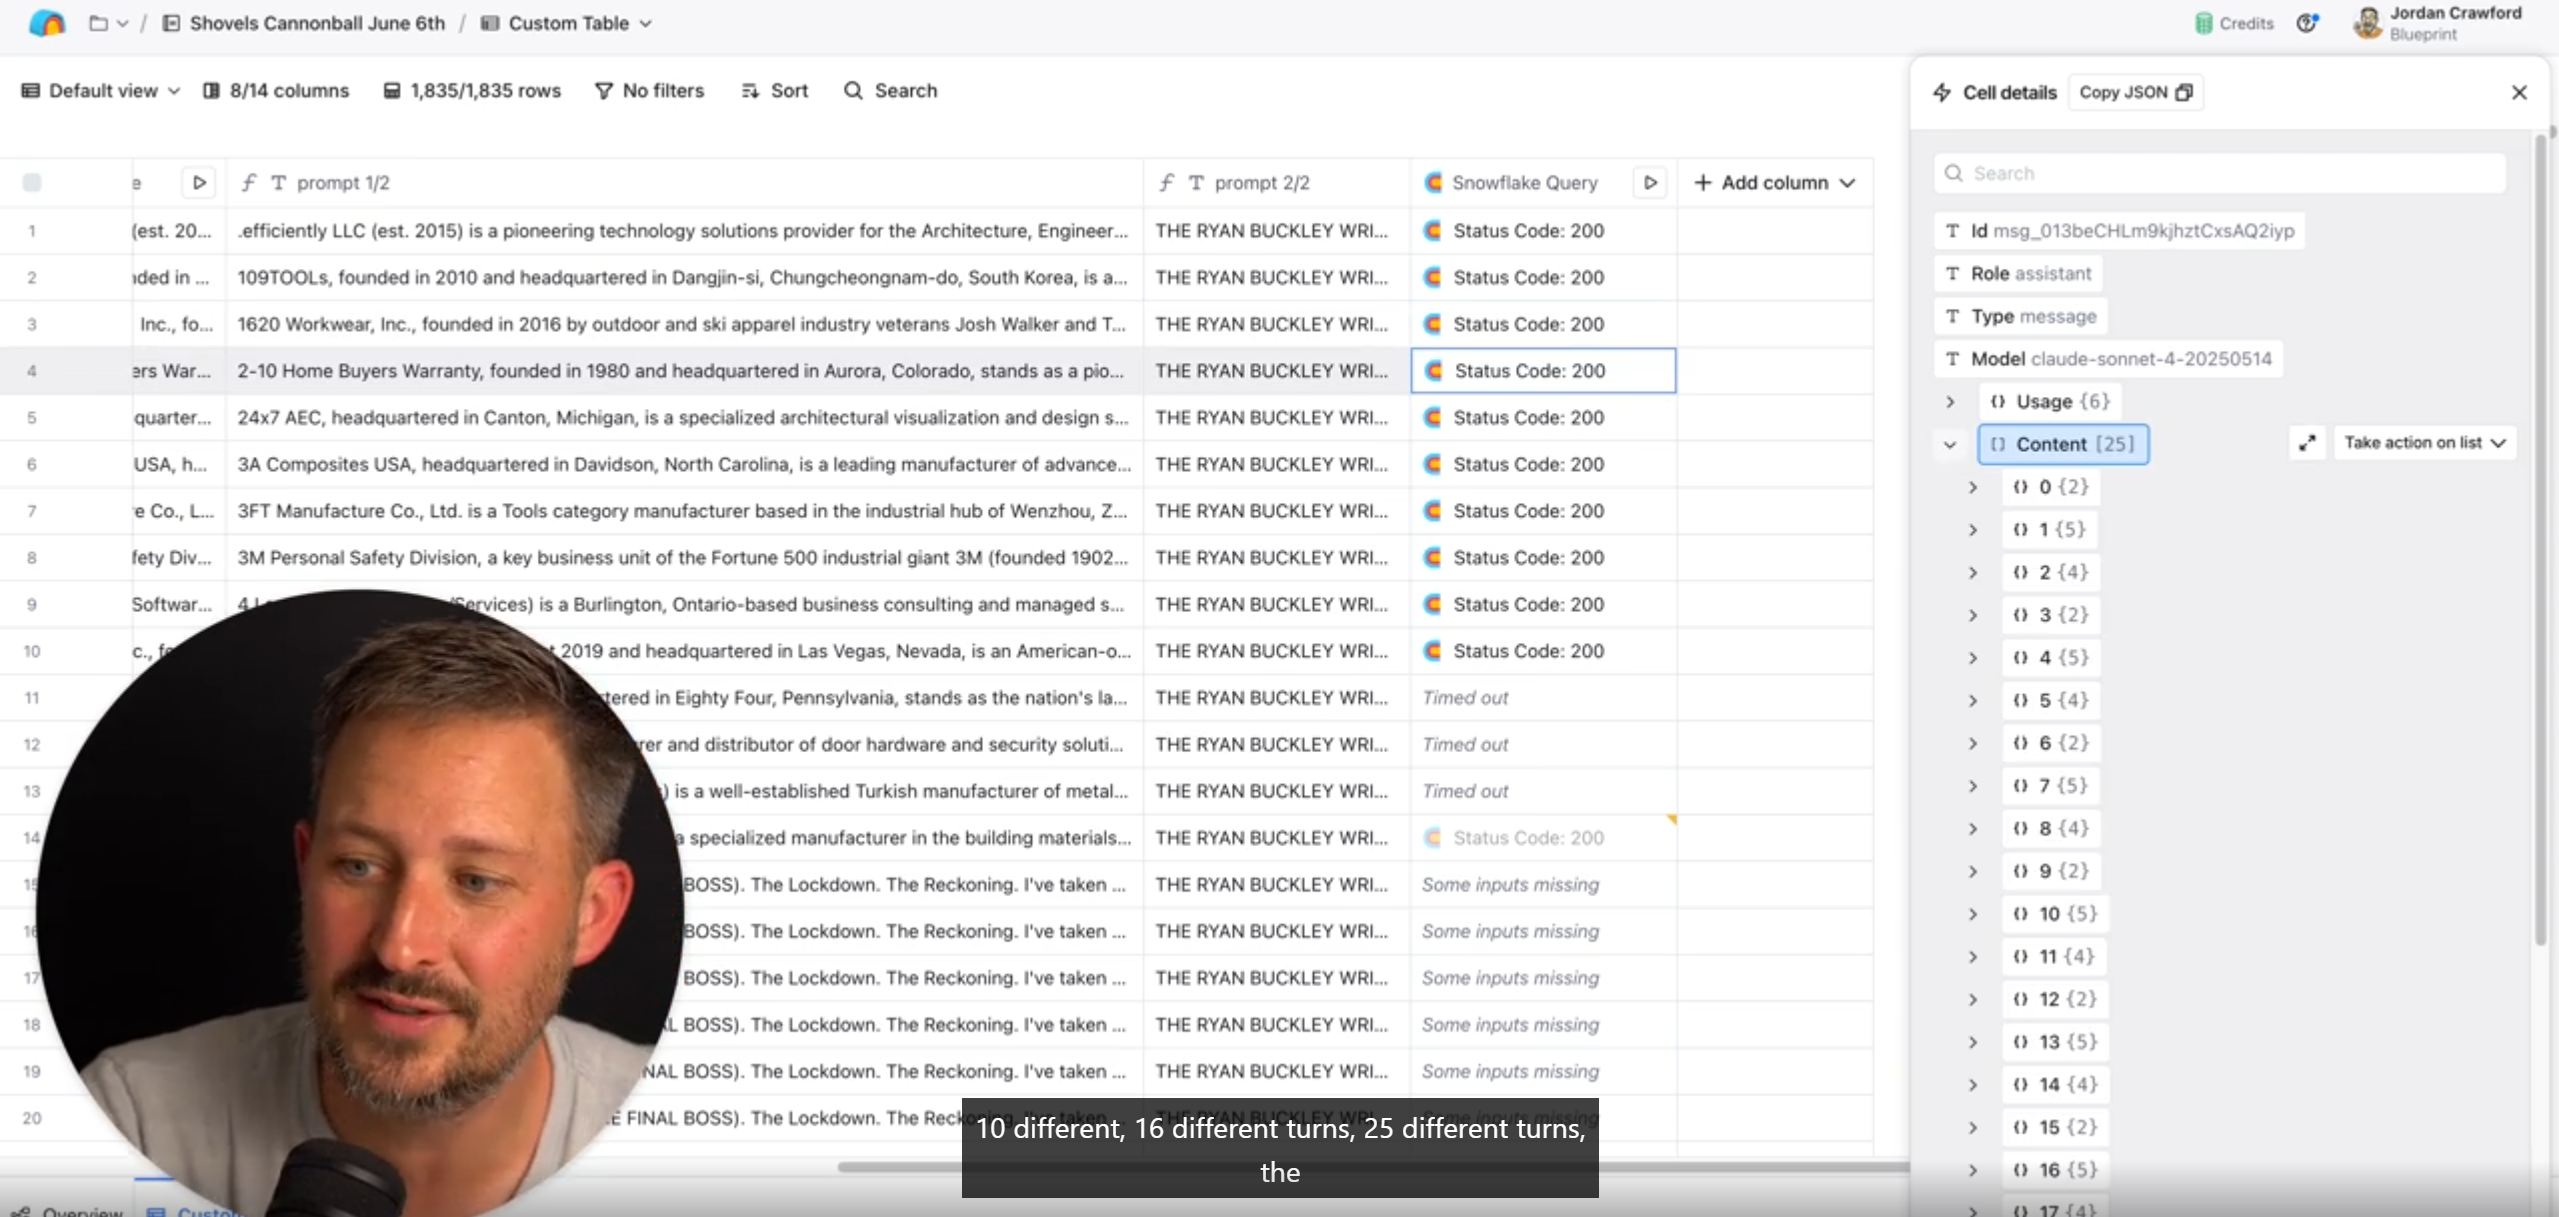 Shovels Cannonball June 6th / Custom Table
Credits
Jordan Crawford
Blueprint
Default view 8/14 columns 1,835/1,835 rows No filters Sort Search
e prompt 1/2 prompt 2/2 Snowflake Query + Add column
1 (est. 20... .efficiently LLC (est. 2015) is a pioneering technology solutions provider for the Architecture, Engineer... THE RYAN BUCKLEY WRI... Status Code: 200
2 nded in ... 109TOOLs, founded in 2010 and headquartered in Dangjin-si, Chungcheongnam-do, South Korea, is a... THE RYAN BUCKLEY WRI... Status Code: 200
3 Inc., fo... 1620 Workwear, Inc., founded in 2016 by outdoor and ski apparel industry veterans Josh Walker and T... THE RYAN BUCKLEY WRI... Status Code: 200
4 ers War... 2-10 Home Buyers Warranty, founded in 1980 and headquartered in Aurora, Colorado, stands as a pio... THE RYAN BUCKLEY WRI... Status Code: 200
5 quarter... 24x7 AEC, headquartered in Canton, Michigan, is a specialized architectural visualization and design s... THE RYAN BUCKLEY WRI... Status Code: 200
6 USA, h... 3A Composites USA, headquartered in Davidson, North Carolina, is a leading manufacturer of advance... THE RYAN BUCKLEY WRI... Status Code: 200
7 e Co., L... 3FT Manufacture Co., Ltd. is a Tools category manufacturer based in the industrial hub of Wenzhou, Z... THE RYAN BUCKLEY WRI... Status Code: 200
8 fety Div... 3M Personal Safety Division, a key business unit of the Fortune 500 industrial giant 3M (founded 1902... THE RYAN BUCKLEY WRI... Status Code: 200
9 Softwar... Services) is a Burlington, Ontario-based business consulting and managed s... THE RYAN BUCKLEY WRI... Status Code: 200
10 2019 and headquartered in Las Vegas, Nevada, is an American-o... THE RYAN BUCKLEY WRI... Status Code: 200
11 tered in Eighty Four, Pennsylvania, stands as the nation's la... THE RYAN BUCKLEY WRI... Timed out
12 rer and distributor of door hardware and security soluti... THE RYAN BUCKLEY WRI... Timed out
13 ) is a well-established Turkish manufacturer of metal... THE RYAN BUCKLEY WRI... Timed out
14 a specialized manufacturer in the building materials... THE RYAN BUCKLEY WRI... Status Code: 200
15 BOSS). The Lockdown. The Reckoning. I've taken ... THE RYAN BUCKLEY WRI... Some inputs missing
16 BOSS). The Lockdown. The Reckoning. I've taken ... THE RYAN BUCKLEY WRI... Some inputs missing
17 BOSS). The Lockdown. The Reckoning. I've taken ... THE RYAN BUCKLEY WRI... Some inputs missing
18 L BOSS). The Lockdown. The Reckoning. I've taken ... THE RYAN BUCKLEY WRI... Some inputs missing
19 NAL BOSS). The Lockdown. The Reckoning. I've taken ... THE RYAN BUCKLEY WRI... Some inputs missing
20 E FINAL BOSS). The Lockdown. The
10 different, 16 different turns, 25 different turns,
the
Overview Custo
Cell details Copy JSON
Search
Id msg_013beCHLm9kjhztCxsAQ2iyp
Role assistant
Type message
Model claude-sonnet-4-20250514
{} Usage {6}
[] Content [25] Take action on list
{} 0 {2}
{} 1 {5}
{} 2 {4}
{} 3 {2}
{} 4 {5}
{} 5 {4}
{} 6 {2}
{} 7 {5}
{} 8 {4}
{} 9 {2}
{} 10 {5}
{} 11 {4}
{} 12 {2}
{} 13 {5}
{} 14 {4}
{} 15 {2}
{} 16 {5}
{} 17 {4}